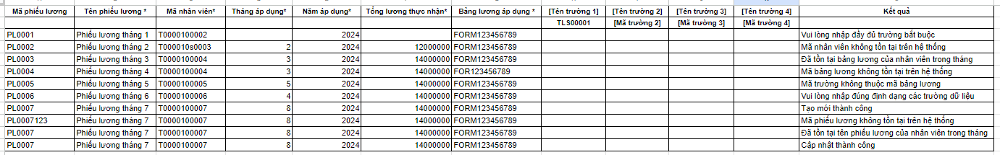 Mã phiếu lương Tên phiếu lương * Mã nhân viên* Tháng áp dụng* Năm áp dụng* Tổng lương thực nhận* Bảng lương áp dụng * [Tên trường 1] [Tên trường 2] [Tên trường 3] [Tên trường 4] Kết quả
TLS00001 [Mã trường 2] [Mã trường 3] [Mã trường 4]
PL0001 Phiếu lương tháng 1 T0000100002 2024 FORM123456789 Vui lòng nhập đầy đủ trường bắt buộc
PL0002 Phiếu lương tháng 2 T000010s0003 2 2024 12000000 FORM123456789 Mã nhân viên không tồn tại trên hệ thống
PL0003 Phiếu lương tháng 3 T0000100004 3 2024 14000000 FORM123456789 Đã tồn tại bảng lương của nhân viên trong tháng
PL0004 Phiếu lương tháng 4 T0000100004 3 2024 14000000 FOR123456789 Mã bảng lương không tồn tại trên hệ thống
PL0005 Phiếu lương tháng 5 T0000100005 5 2024 14000000 FORM123456789 Mã trường không thuộc mã bảng lương
PL0006 Phiếu lương tháng 6 T0000100006 4 2024 14000000 FORM123456789 Vui lòng nhập đúng định dạng các trường dữ liệu
PL0007 Phiếu lương tháng 7 T0000100007 8 2024 14000000 FORM123456789 Tạo mới thành công
PL0007123 Phiếu lương tháng 7 T0000100007 8 2024 14000000 FORM123456789 Mã phiếu lương không tồn tại trên hệ thống
PL0007 Phiếu lương tháng 7 T0000100007 8 2024 14000000 FORM123456789 Đã tồn tại tên phiếu lương của nhân viên trong tháng
PL0007 Phiếu lương tháng 7 T0000100007 8 2024 14000000 FORM123456789 Cập nhật thành công